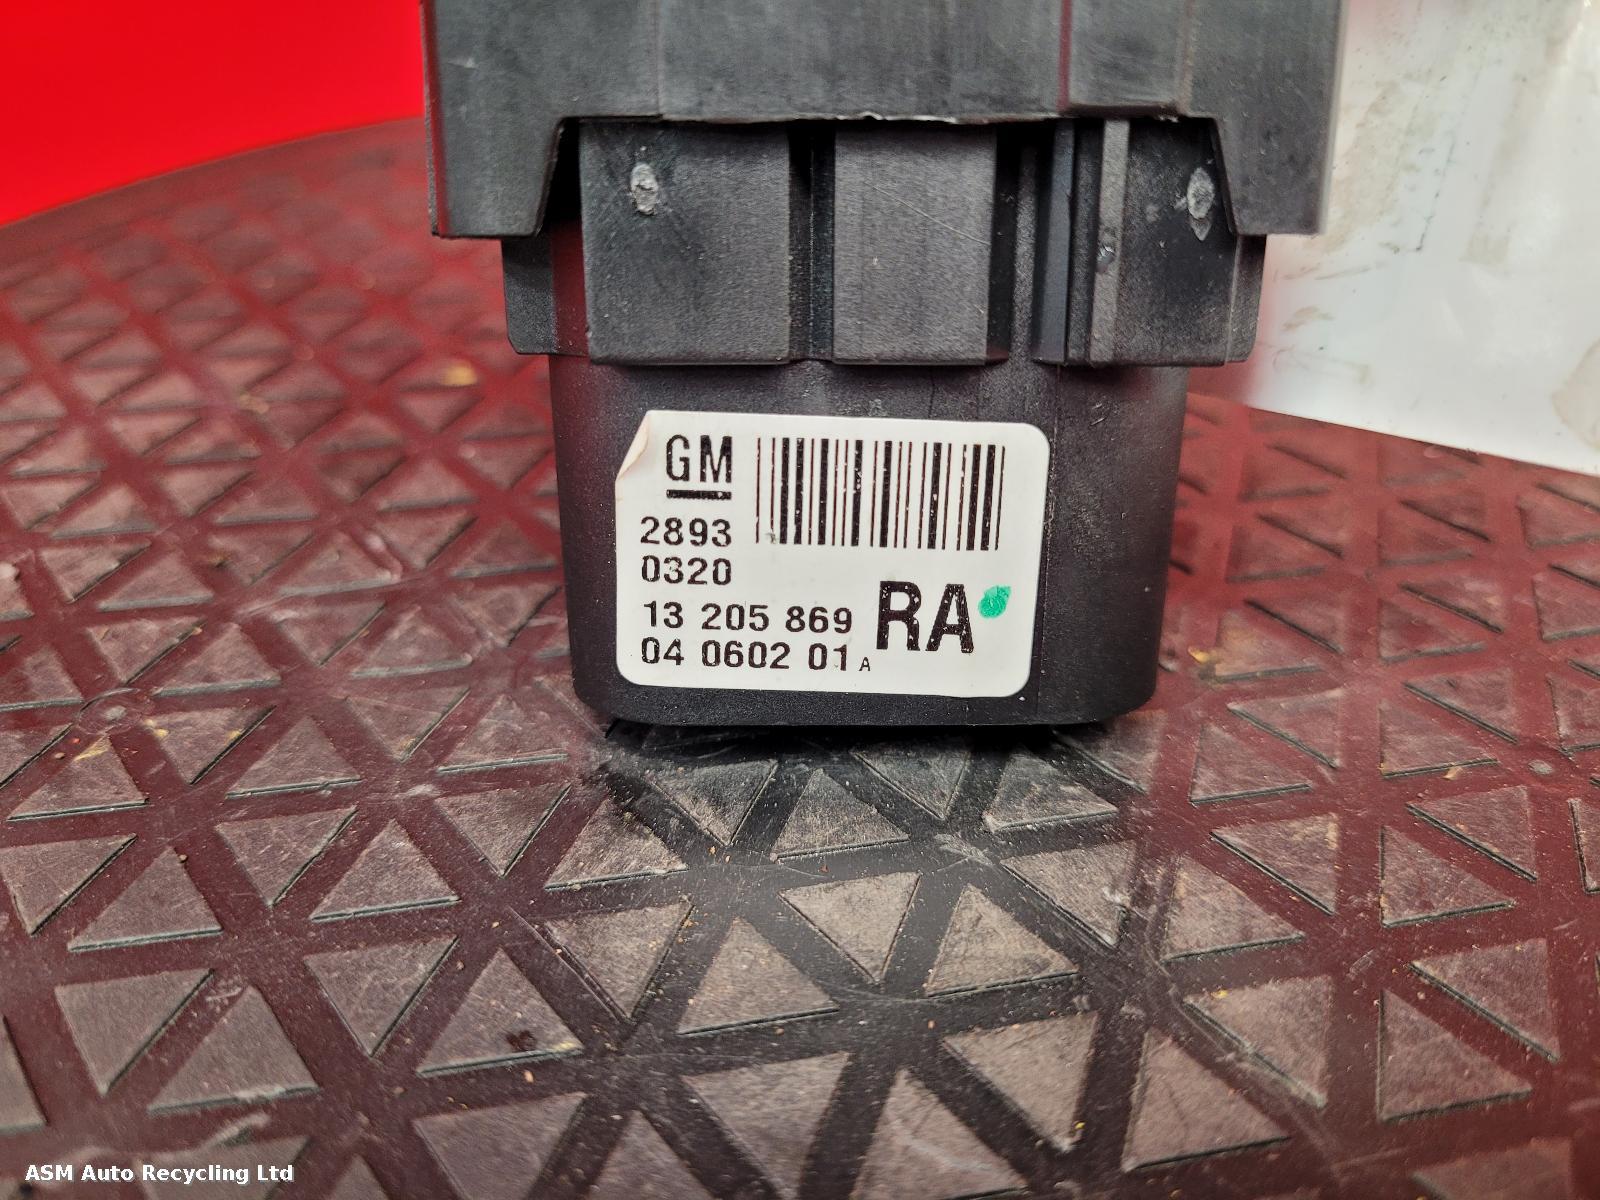 GM
2893
0320
13 205 869
04 0602 01 A
RA
ASM Auto Recycling Ltd